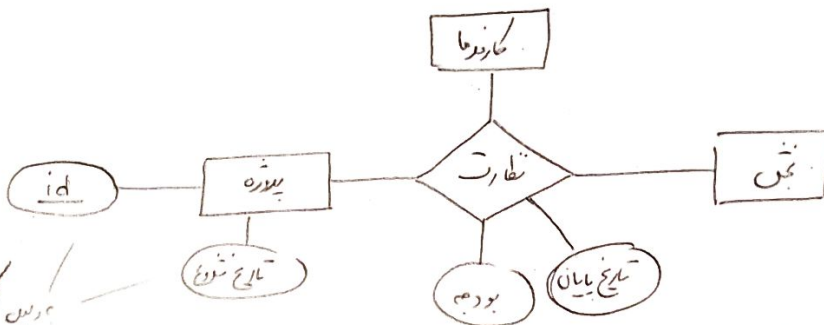 کارمندها
نظارت
بخش
پروژه
id
تاریخ شروع
بودجه
تاریخ پایان